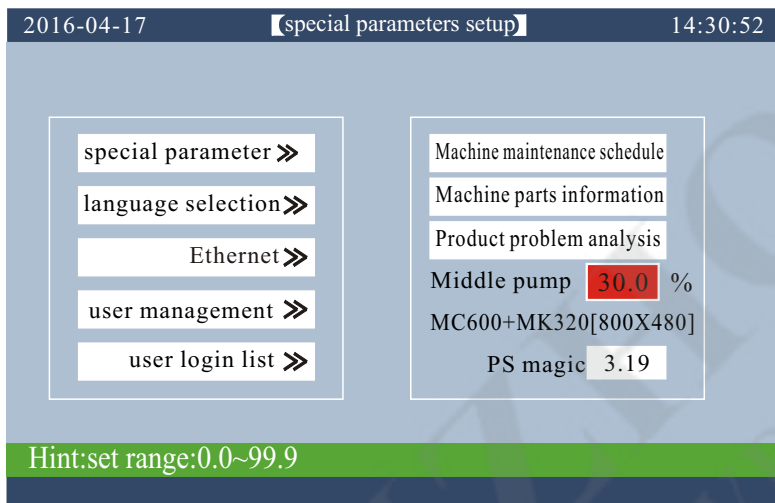 2016-04-17 【special parameters setup】 14:30:52
special parameter >>
language selection >>
Ethernet >>
user management >>
user login list >>
Machine maintenance schedule
Machine parts information
Product problem analysis
Middle pump 30.0 %
MC600+MK320[800X480]
PS magic 3.19
Hint:set range:0.0~99.9